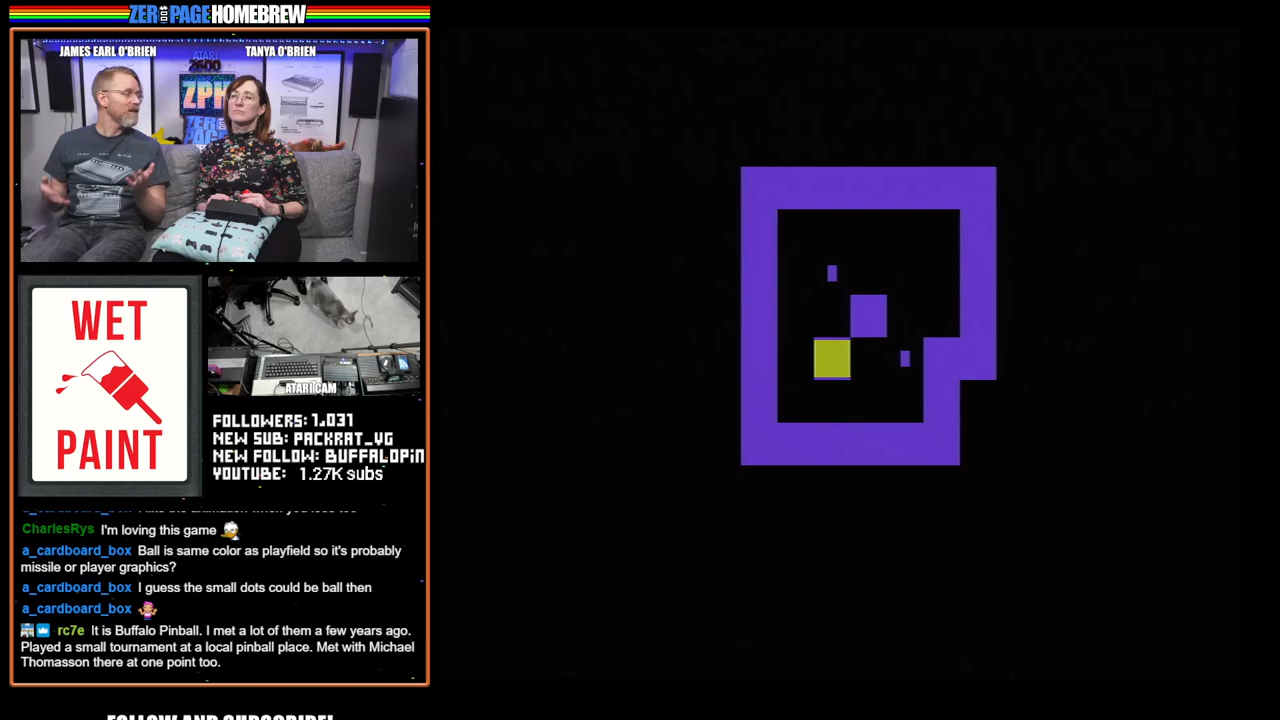 ZERO PAGE HOMEBREW
JAMES EARL O'BRIEN
TANYA O'BRIEN
ATARI
2600
ZPH
WET
PAINT
ATARI CAM
FOLLOWERS: 1,031
NEW SUB: PACKRAT_VG
NEW FOLLOW: BUFFALOPIN
YOUTUBE: 1.27K subs
CharlesRys I'm loving this game
a_cardboard_box Ball is same color as playfield so it's probably
missile or player graphics?
a_cardboard_box I guess the small dots could be ball then
a_cardboard_box
rc7e It is Buffalo Pinball. I met a lot of them a few years ago.
Played a small tournament at a local pinball place. Met with Michael
Thomasson there at one point too.
FOLLOW AND SUBSCRIBE!